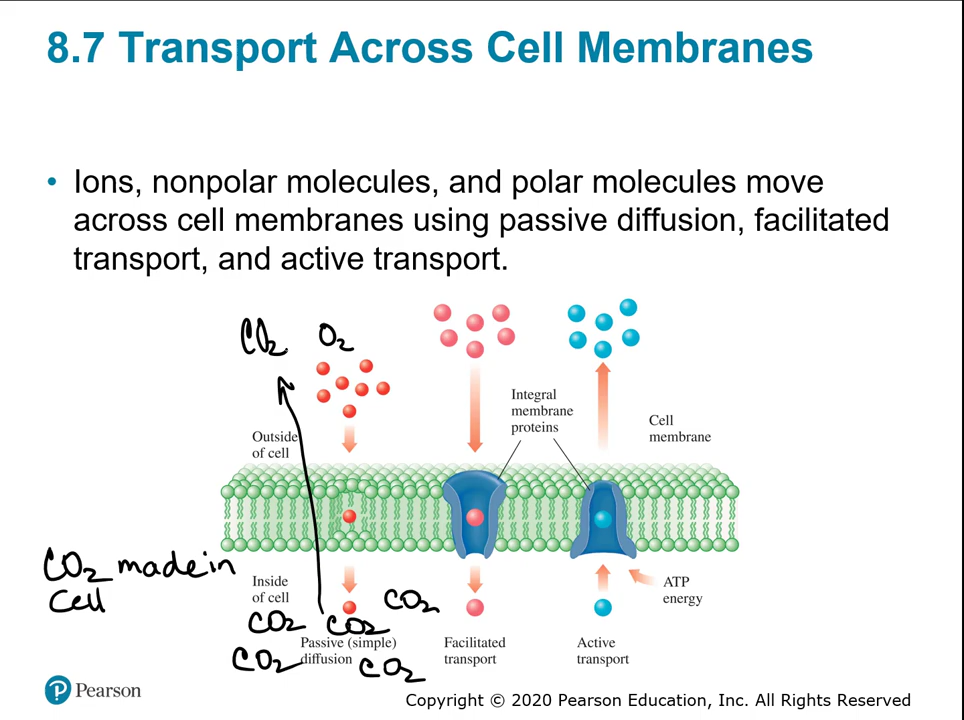 8.7 Transport Across Cell Membranes
• Ions, nonpolar molecules, and polar molecules move
across cell membranes using passive diffusion, facilitated
transport, and active transport.
CO2 O2
Integral
membrane
proteins
Cell
membrane
Outside
of cell
CO2 made in
Cell
Inside
of cell
ATP
energy
CO2 CO2 CO2
Passive (simple)
diffusion
CO2 CO2
Facilitated
transport
Active
transport
P Pearson
Copyright © 2020 Pearson Education, Inc. All Rights Reserved